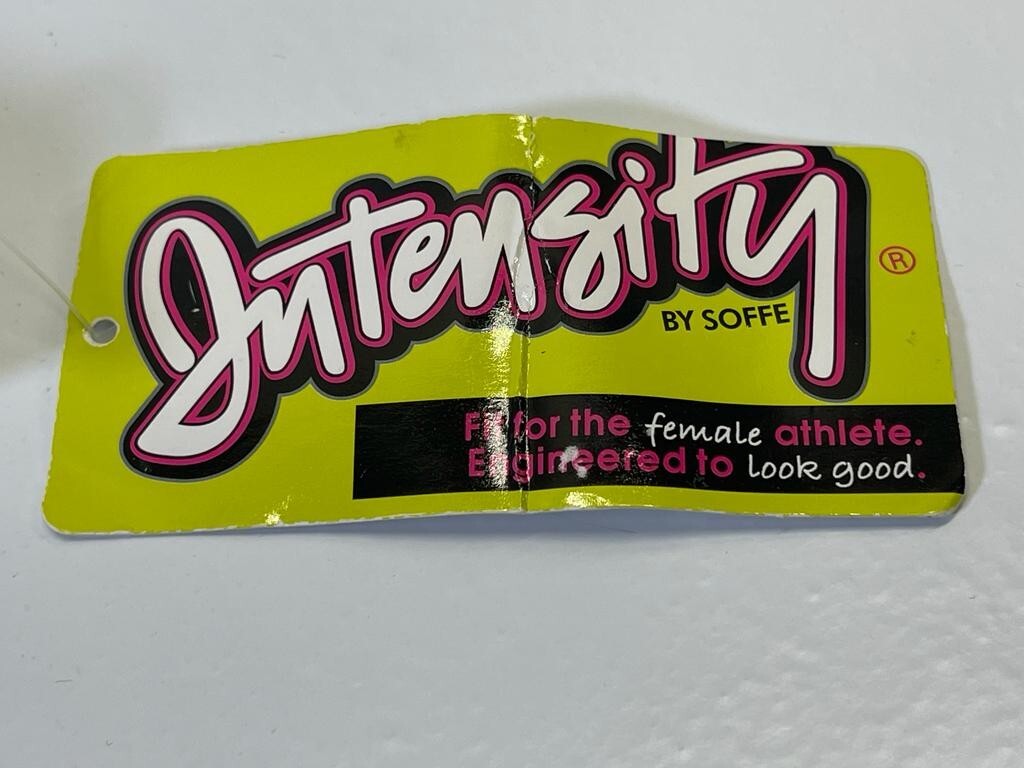 Intensity
®
BY SOFFE
Fit for the female athlete.
Engineered to look good.